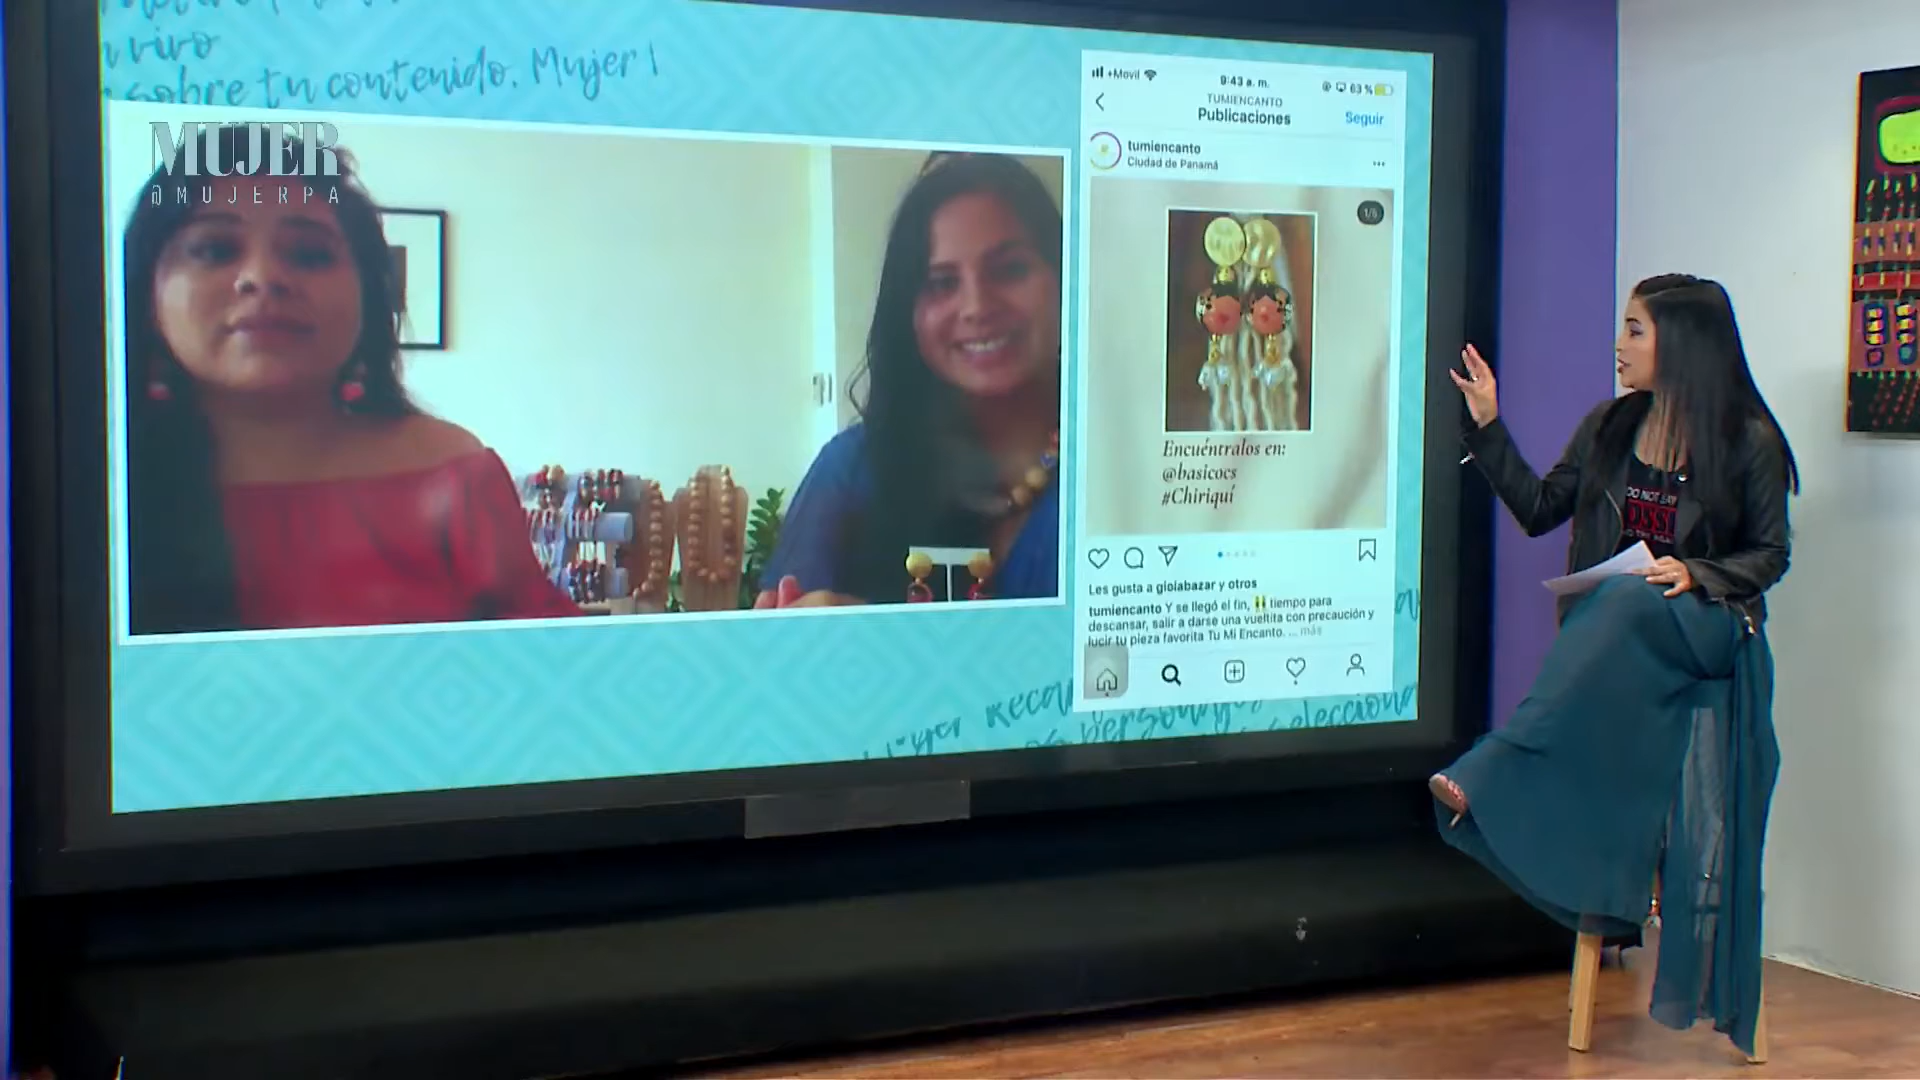 vivo
sobre tu contenido. Mujer
MUJER
@MUJERPA
+Movil
9:43 a. m.
63 %
TUMIENCANTO
Publicaciones
Seguir
tumiencanto
Ciudad de Panamá
1/5
Encuéntralos en:
@basicocs
#Chiriquí
Les gusta a gioiabazar y otros
tumiencanto Y se llegó el fin, tiempo para
descansar, salir a darse una vueltita con precaución y
lucir tu pieza favorita Tu Mi Encanto. ... más
DO NOT SAY